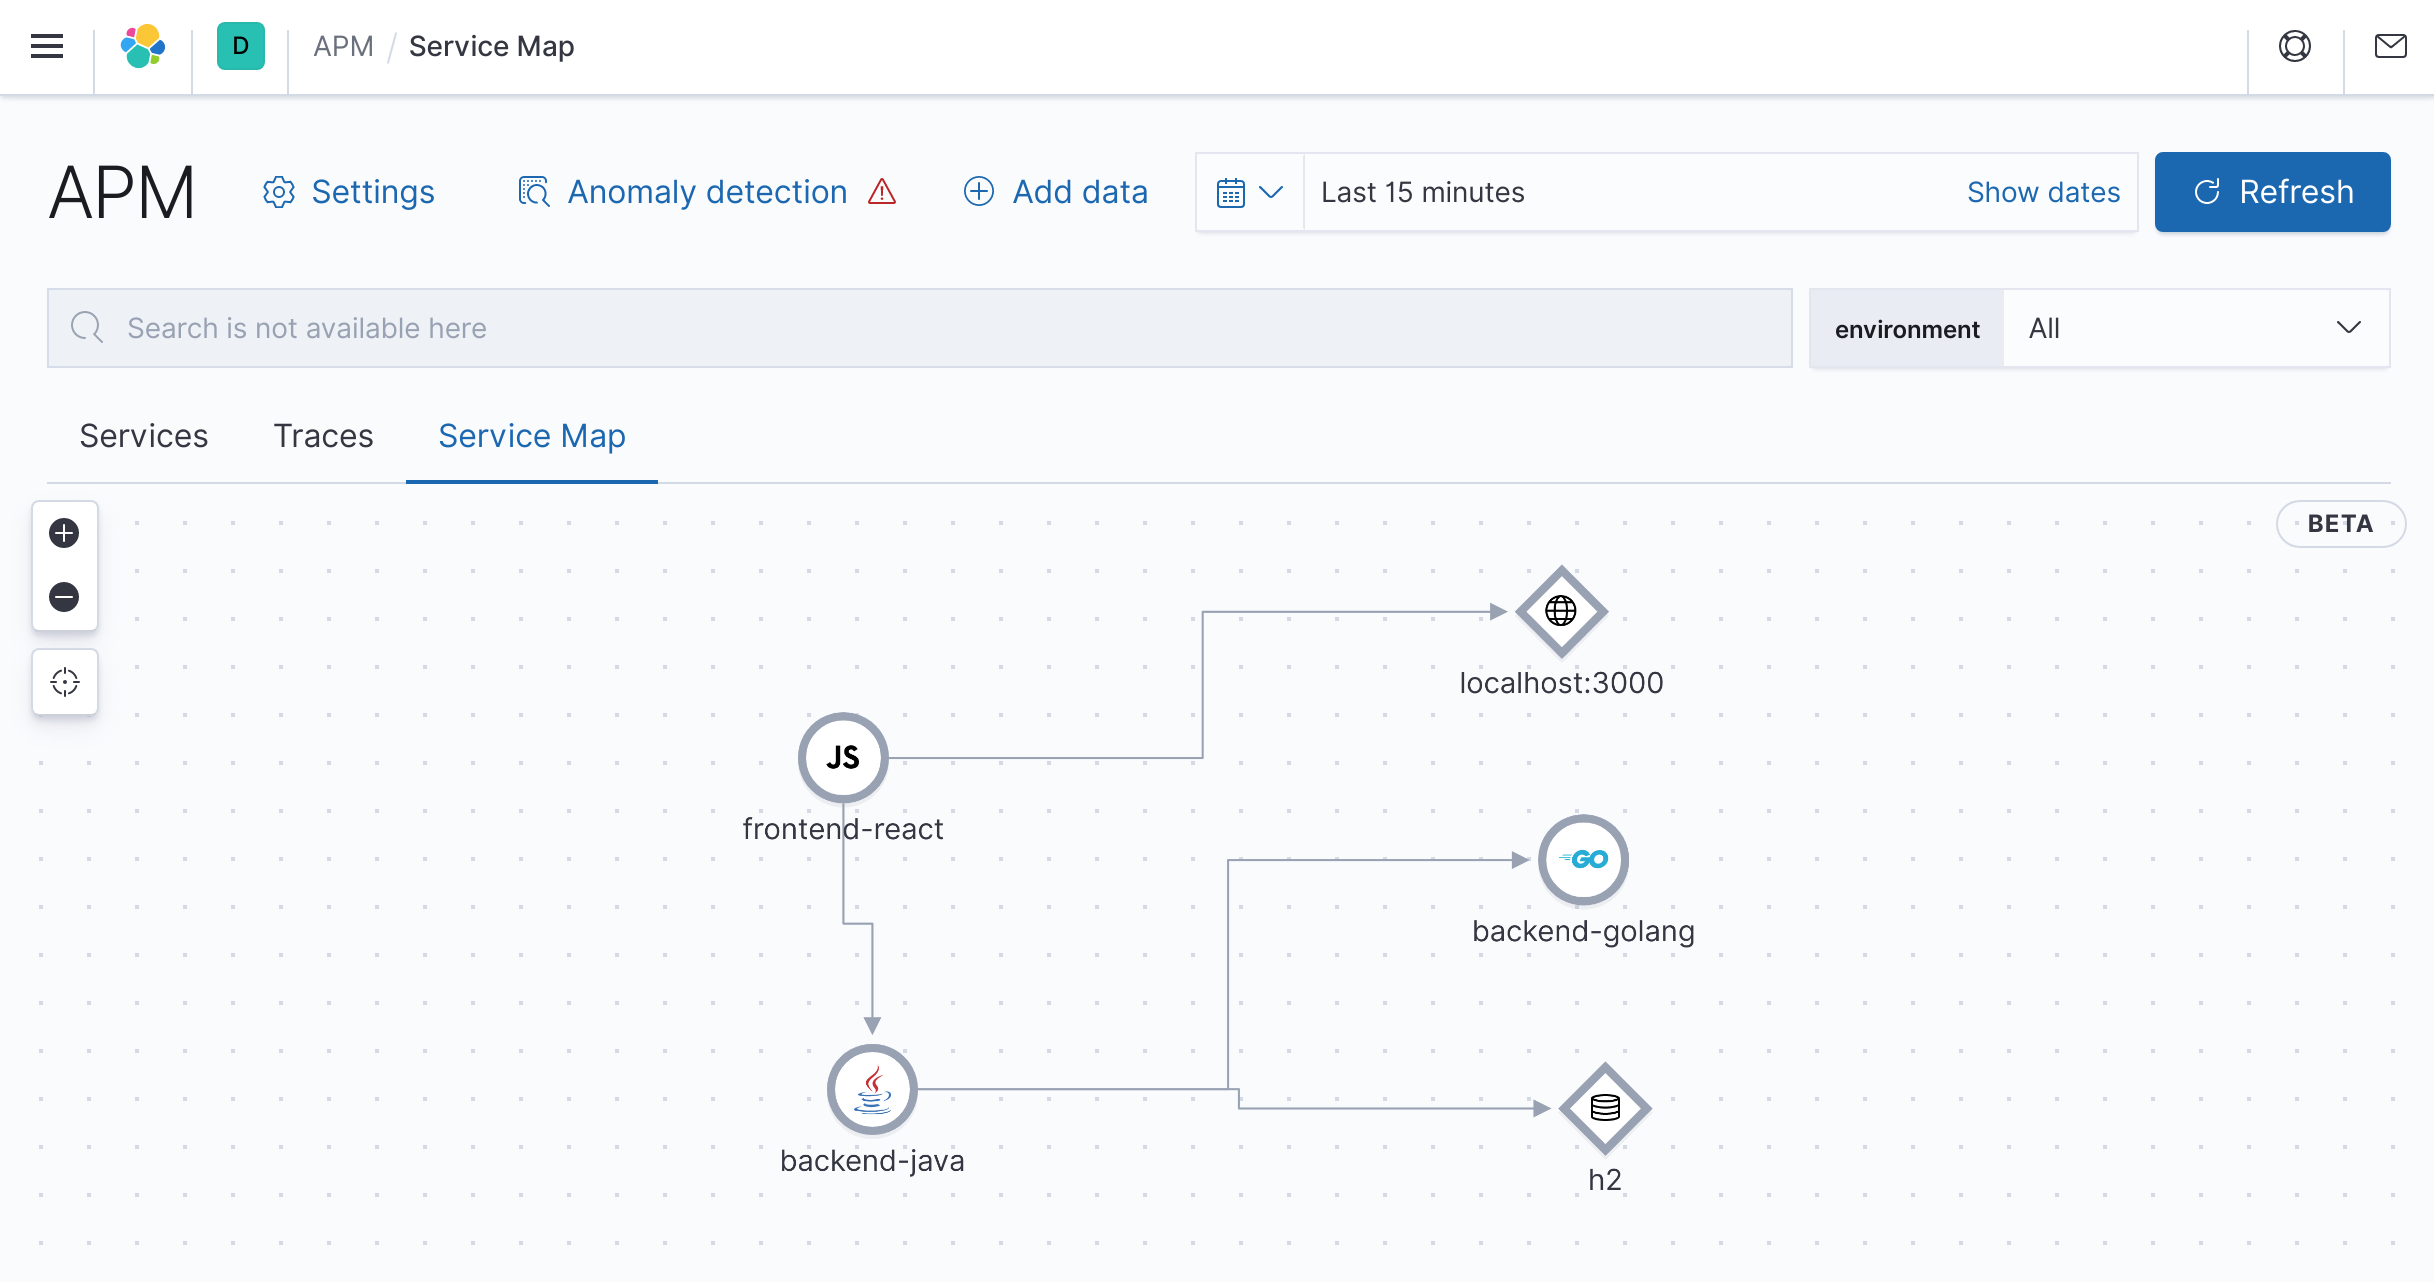 D
APM / Service Map
APM
Settings
Anomaly detection
Add data
Last 15 minutes
Show dates
Refresh
Search is not available here
environment
All
Services
Traces
Service Map
BETA
localhost:3000
JS
frontend-react
GO
backend-golang
backend-java
h2